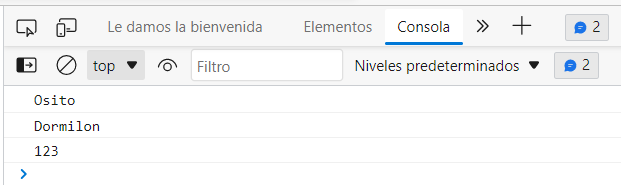 Le damos la bienvenida Elementos Consola 2
top Filtro Niveles predeterminados 2
Osito
Dormilon
123